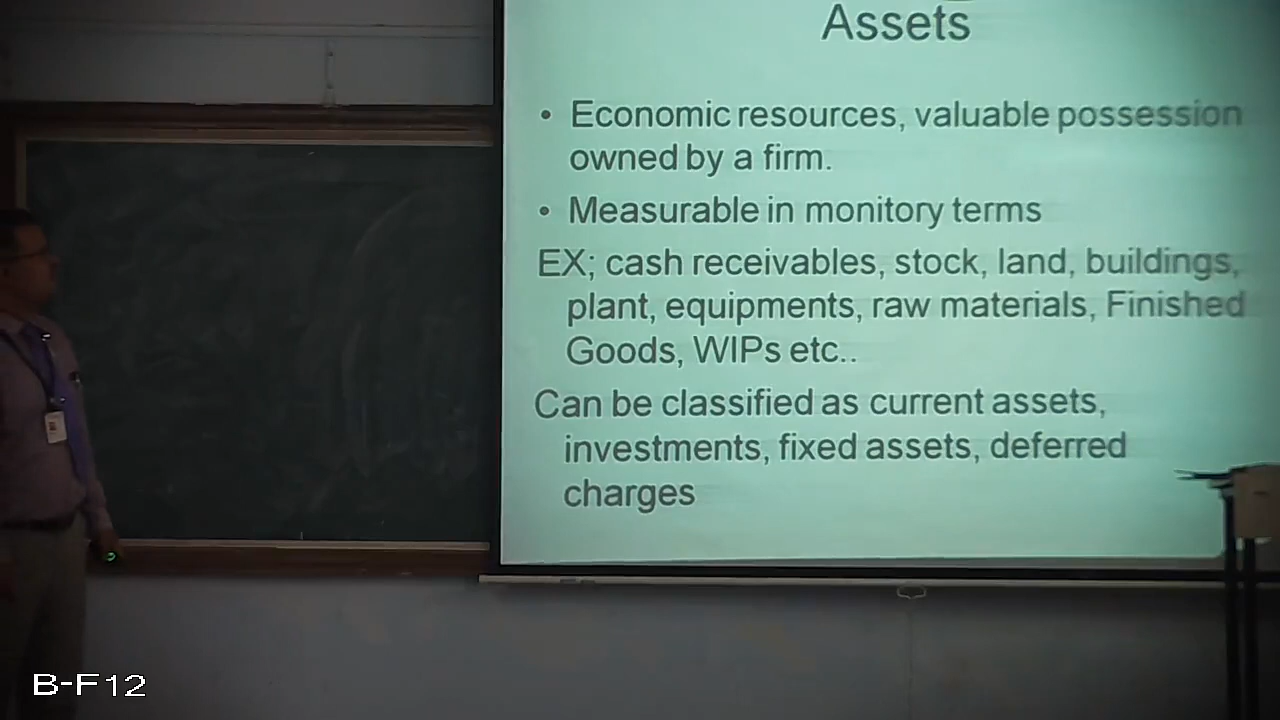 Assets
• Economic resources, valuable possession
owned by a firm.
• Measurable in monitory terms
EX; cash receivables, stock, land, buildings,
plant, equipments, raw materials, Finished
Goods, WIPs etc..
Can be classified as current assets,
investments, fixed assets, deferred
charges
B-F12